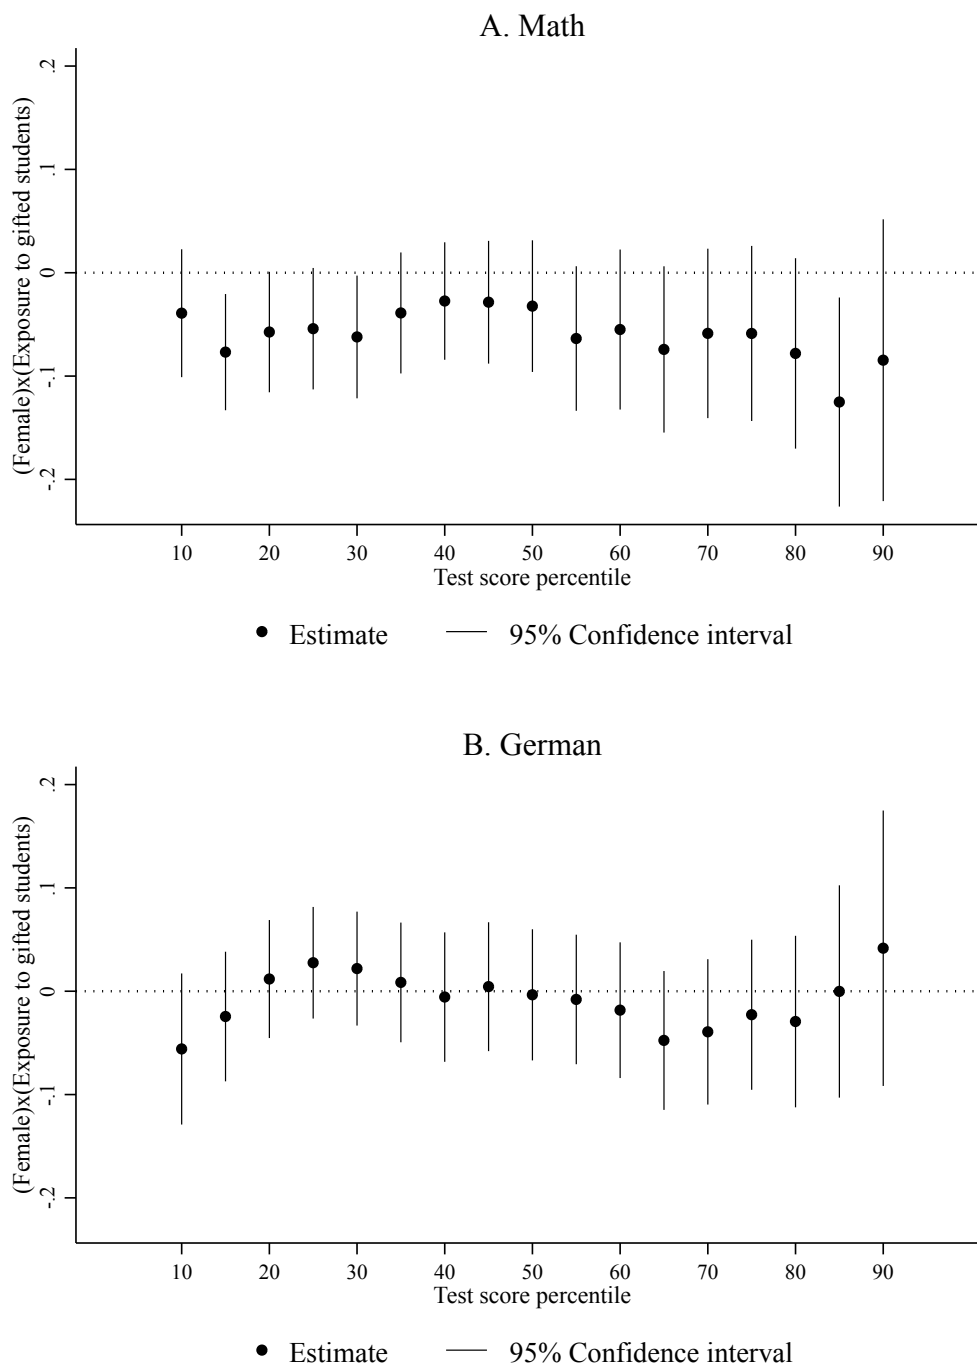 A. Math
(Female)x(Exposure to gifted students)
.2
.1
0
-.1
-.2
10 20 30 40 50 60 70 80 90
Test score percentile
Estimate 95% Confidence interval
B. German
(Female)x(Exposure to gifted students)
.2
.1
0
-.1
-.2
10 20 30 40 50 60 70 80 90
Test score percentile
Estimate 95% Confidence interval